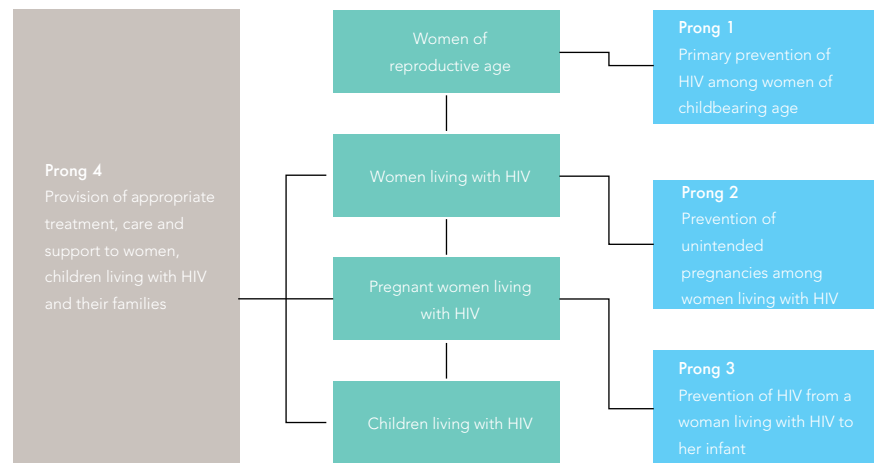 Prong 4
Provision of appropriate
treatment, care and
support to women,
children living with HIV
and their families
Women of
reproductive age
Women living with HIV
Pregnant women living
with HIV
Children living with HIV
Prong 1
Primary prevention of
HIV among women of
childbearing age
Prong 2
Prevention of
unintended
pregnancies among
women living with HIV
Prong 3
Prevention of HIV from a
woman living with HIV to
her infant